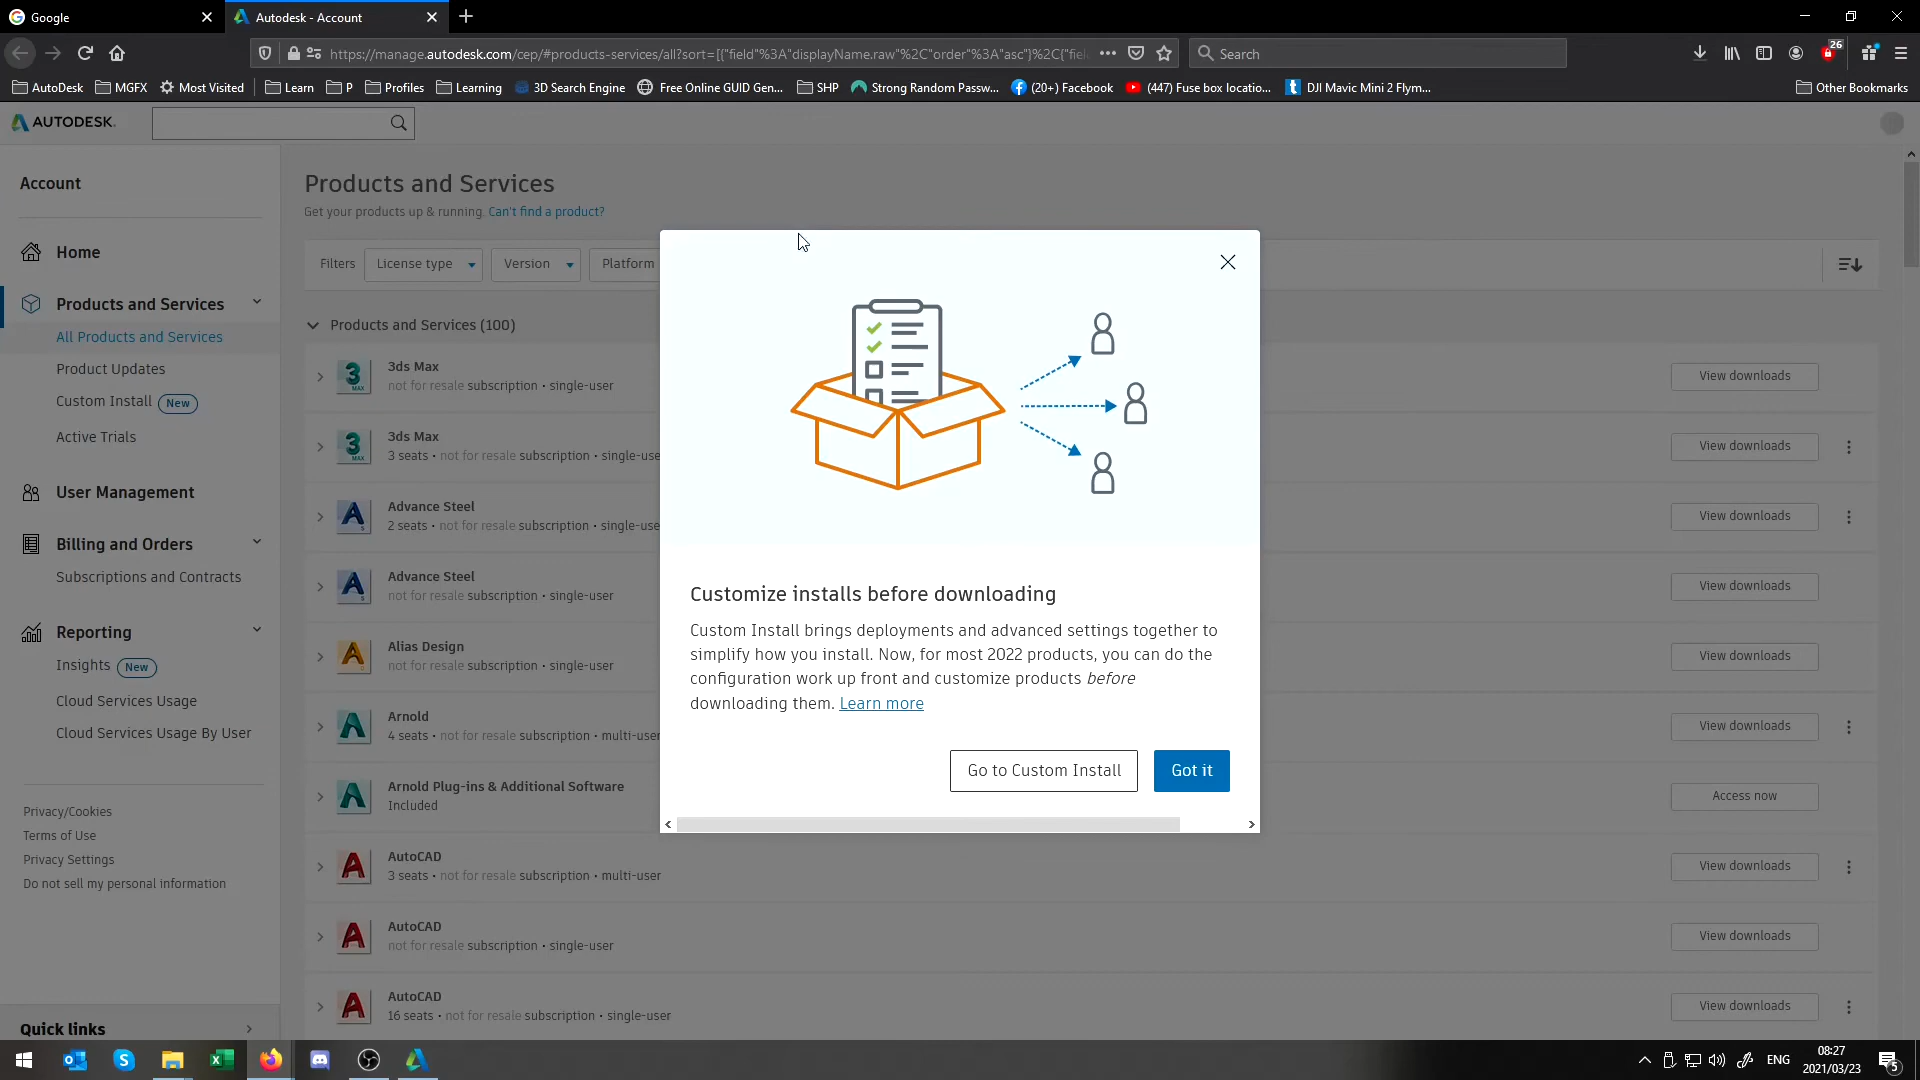 Google
Autodesk - Account
https://manage.autodesk.com/cep/#products-services/all?sort=[{"field"%3A"displayName.raw"%2C"order"%3A"asc"}%2C{"fiel
Search
26
AutoDesk
MGFX
Most Visited
Learn
P
Profiles
Learning
3D Search Engine
Free Online GUID Gen...
SHP
Strong Random Passw...
(20+) Facebook
(447) Fuse box locatio...
DJI Mavic Mini 2 Flym...
Other Bookmarks
AUTODESK.
Account
Home
Products and Services
All Products and Services
Product Updates
Custom Install New
Active Trials
User Management
Billing and Orders
Subscriptions and Contracts
Reporting
Insights New
Cloud Services Usage
Cloud Services Usage By User
Privacy/Cookies
Terms of Use
Privacy Settings
Do not sell my personal information
Quick links
Products and Services
Get your products up & running. Can't find a product?
Filters License type Version Platform
Products and Services (100)
3ds Max
not for resale subscription • single-user
View downloads
3ds Max
3 seats • not for resale subscription • single-use
View downloads
Advance Steel
2 seats • not for resale subscription • single-use
View downloads
Advance Steel
not for resale subscription • single-user
View downloads
Alias Design
not for resale subscription • single-user
View downloads
Arnold
4 seats • not for resale subscription • multi-user
View downloads
Arnold Plug-ins & Additional Software
Included
Access now
AutoCAD
3 seats • not for resale subscription • multi-user
View downloads
AutoCAD
not for resale subscription • single-user
View downloads
AutoCAD
16 seats • not for resale subscription • single-user
View downloads
Customize installs before downloading
Custom Install brings deployments and advanced settings together to
simplify how you install. Now, for most 2022 products, you can do the
configuration work up front and customize products before
downloading them. Learn more
Go to Custom Install
Got it
ENG
08:27
2021/03/23
5